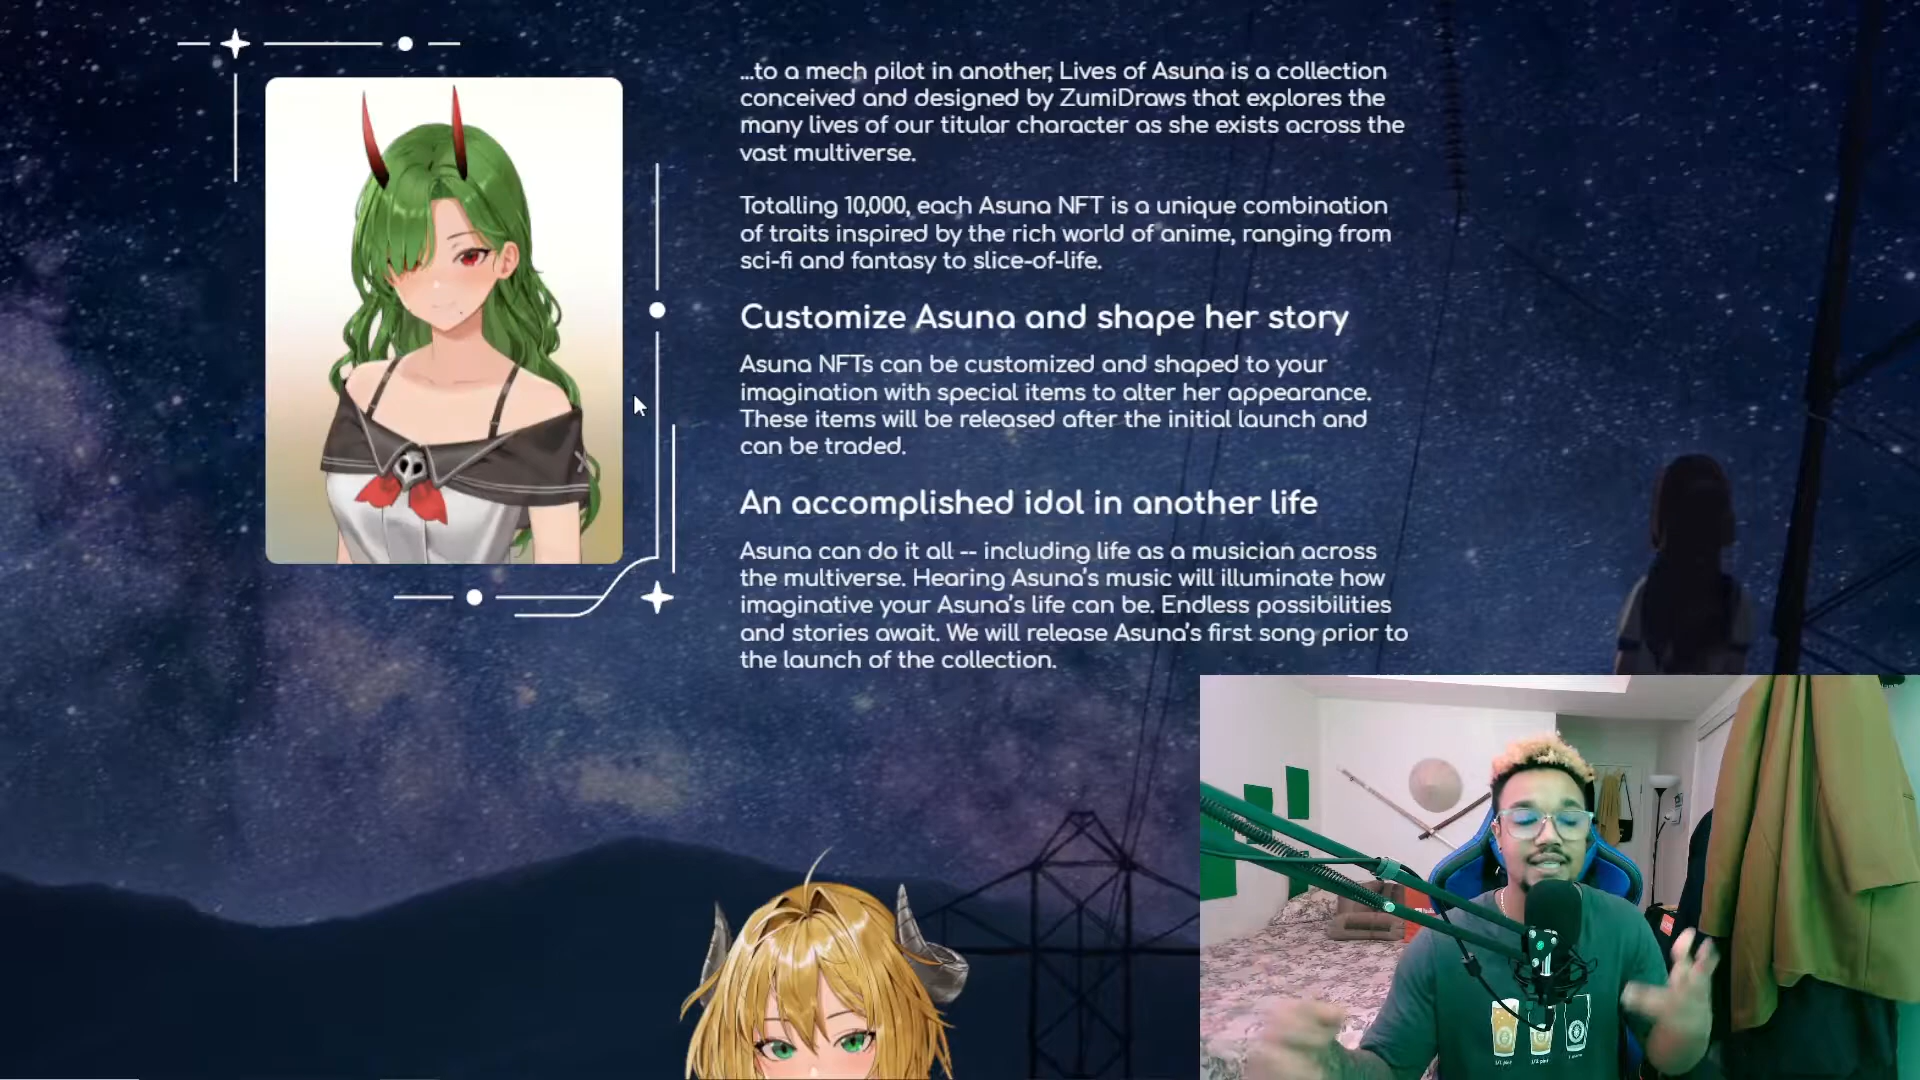 ...to a mech pilot in another, Lives of Asuna is a collection
conceived and designed by ZumiDraws that explores the
many lives of our titular character as she exists across the
vast multiverse.
Totalling 10,000, each Asuna NFT is a unique combination
of traits inspired by the rich world of anime, ranging from
sci-fi and fantasy to slice-of-life.
Customize Asuna and shape her story
Asuna NFTs can be customized and shaped to your
imagination with special items to alter her appearance.
These items will be released after the initial launch and
can be traded.
An accomplished idol in another life
Asuna can do it all -- including life as a musician across
the multiverse. Hearing Asuna's music will illuminate how
imaginative your Asuna's life can be. Endless possibilities
and stories await. We will release Asuna's first song prior to
the launch of the collection.